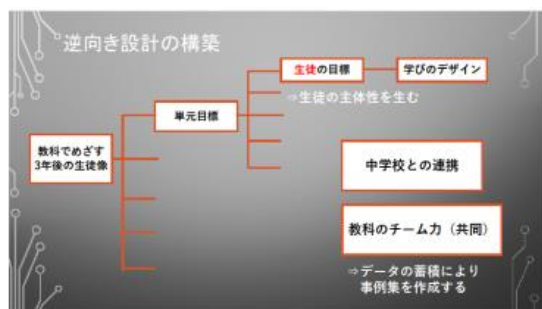 逆向き設計の構築
生徒の目標
学びのデザイン
⇒生徒の主体性を生む
単元目標
教科でめざす
3年後の生徒像
中学校との連携
教科のチーム力（共同）
⇒データの蓄積により
事例集を作成する